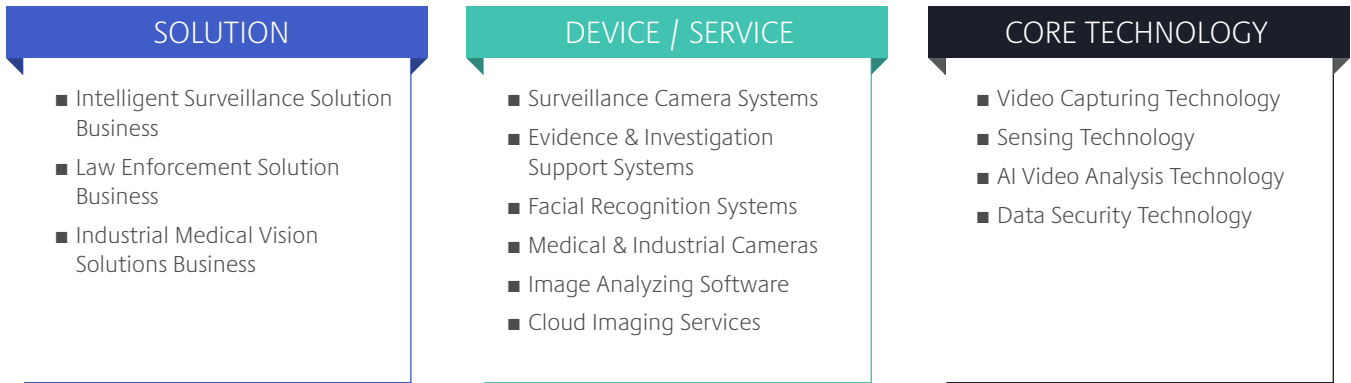 SOLUTION
■ Intelligent Surveillance Solution
Business
■ Law Enforcement Solution
Business
■ Industrial Medical Vision
Solutions Business
DEVICE / SERVICE
■ Surveillance Camera Systems
■ Evidence & Investigation
Support Systems
■ Facial Recognition Systems
■ Medical & Industrial Cameras
■ Image Analyzing Software
■ Cloud Imaging Services
CORE TECHNOLOGY
■ Video Capturing Technology
■ Sensing Technology
■ AI Video Analysis Technology
■ Data Security Technology